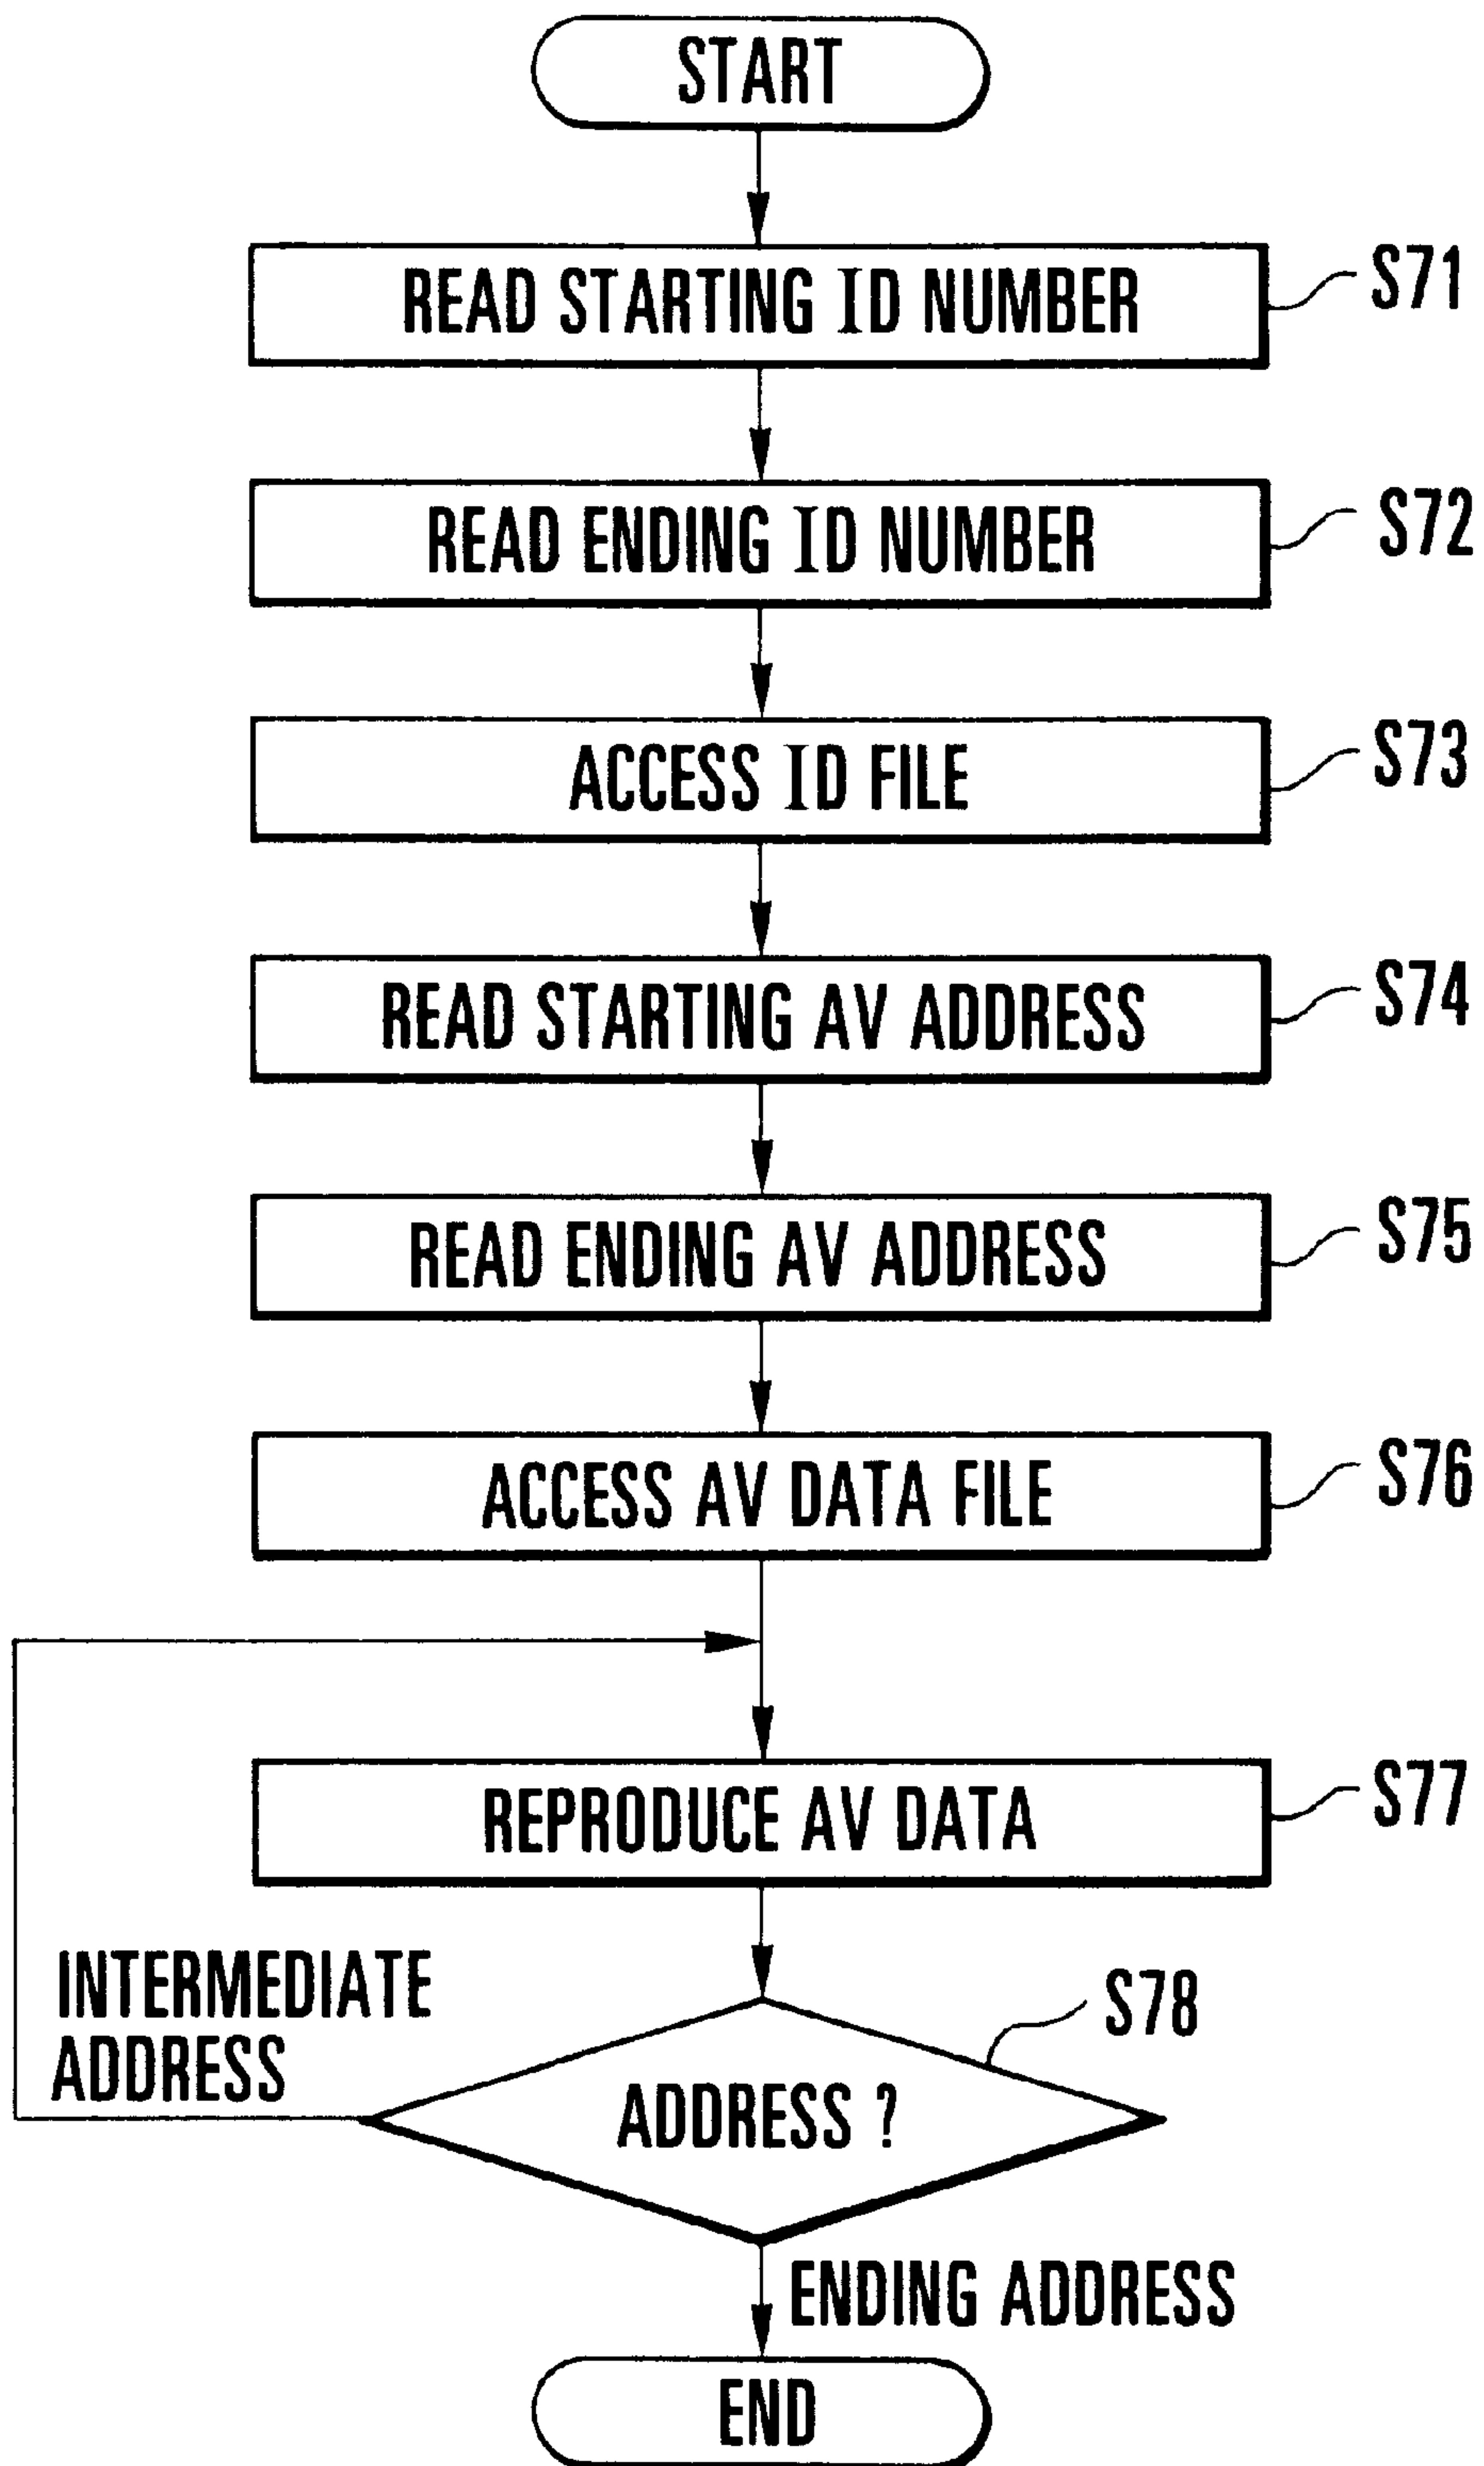 START
READ STARTING ID NUMBER
S71
READ ENDING ID NUMBER
S72
ACCESS ID FILE
S73
READ STARTING AV ADDRESS
S74
READ ENDING AV ADDRESS
S75
ACCESS AV DATA FILE
S76
REPRODUCE AV DATA
S77
INTERMEDIATE
ADDRESS
S78
ADDRESS ?
ENDING ADDRESS
END